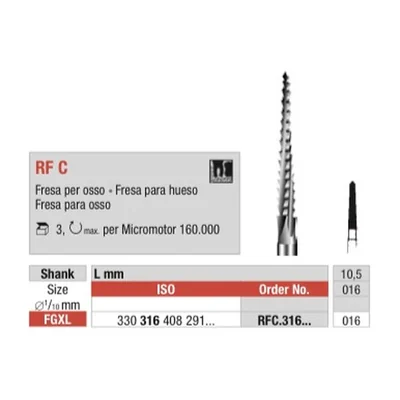 RF C
Fresa per osso • Fresa para hueso
Fresa para osso
3, max. per Micromotor 160.000
Shank L mm 10,5
Size ISO Order No. 016
Ø 1/10 mm
FGXL 330 316 408 291... RFC.316... 016